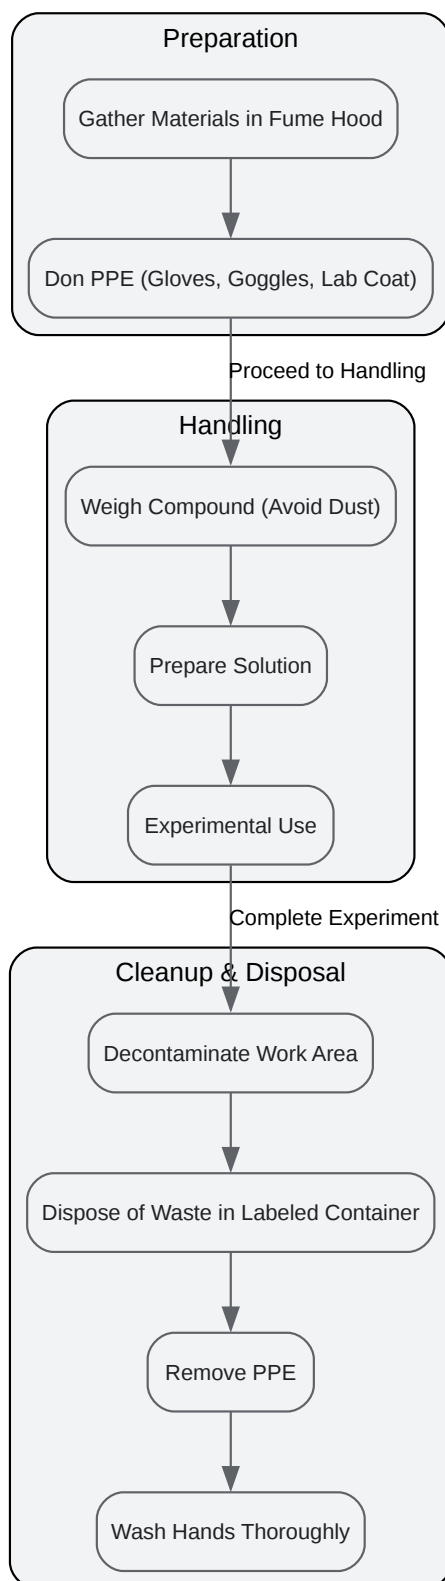 Preparation
Gather Materials in Fume Hood
Don PPE (Gloves, Goggles, Lab Coat)
Proceed to Handling
Handling
Weigh Compound (Avoid Dust)
Prepare Solution
Experimental Use
Complete Experiment
Cleanup & Disposal
Decontaminate Work Area
Dispose of Waste in Labeled Container
Remove PPE
Wash Hands Thoroughly